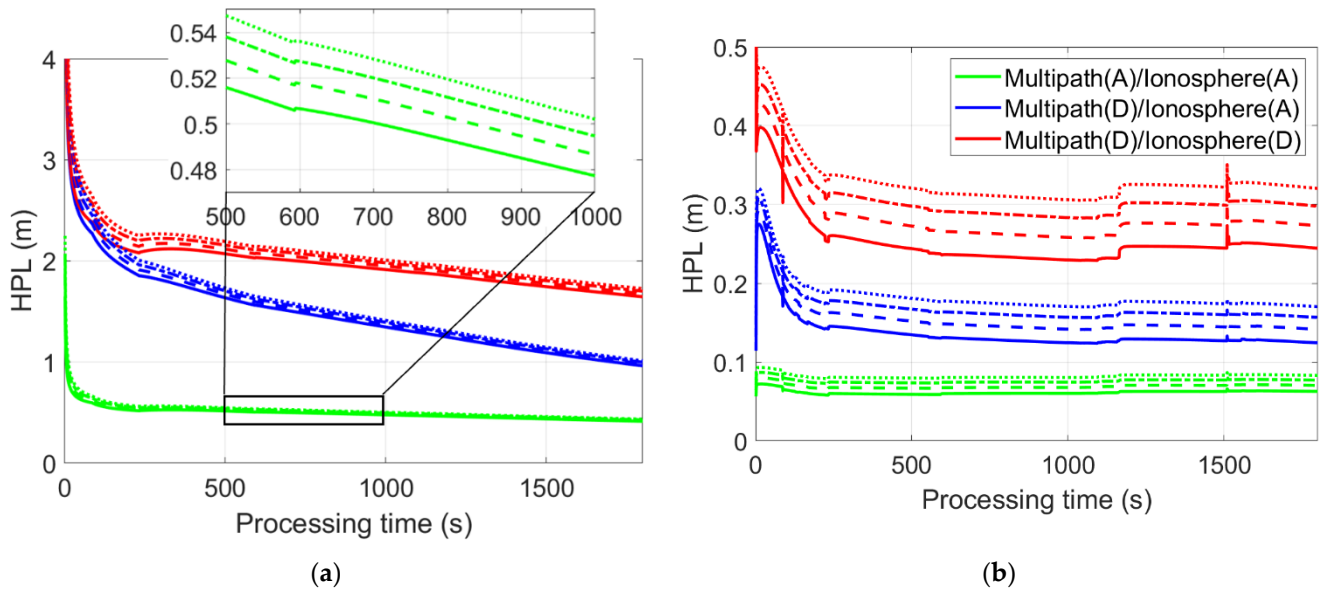 0.54
0.52
0.5
0.48
500 600 700 800 900 1000
4
3
2
1
0
0 500 1000 1500
HPL (m)
Processing time (s)
(a)
0.5
0.4
0.3
0.2
0.1
0
0 500 1000 1500
HPL (m)
Processing time (s)
Multipath(A)/Ionosphere(A)
Multipath(D)/Ionosphere(A)
Multipath(D)/Ionosphere(D)
(b)